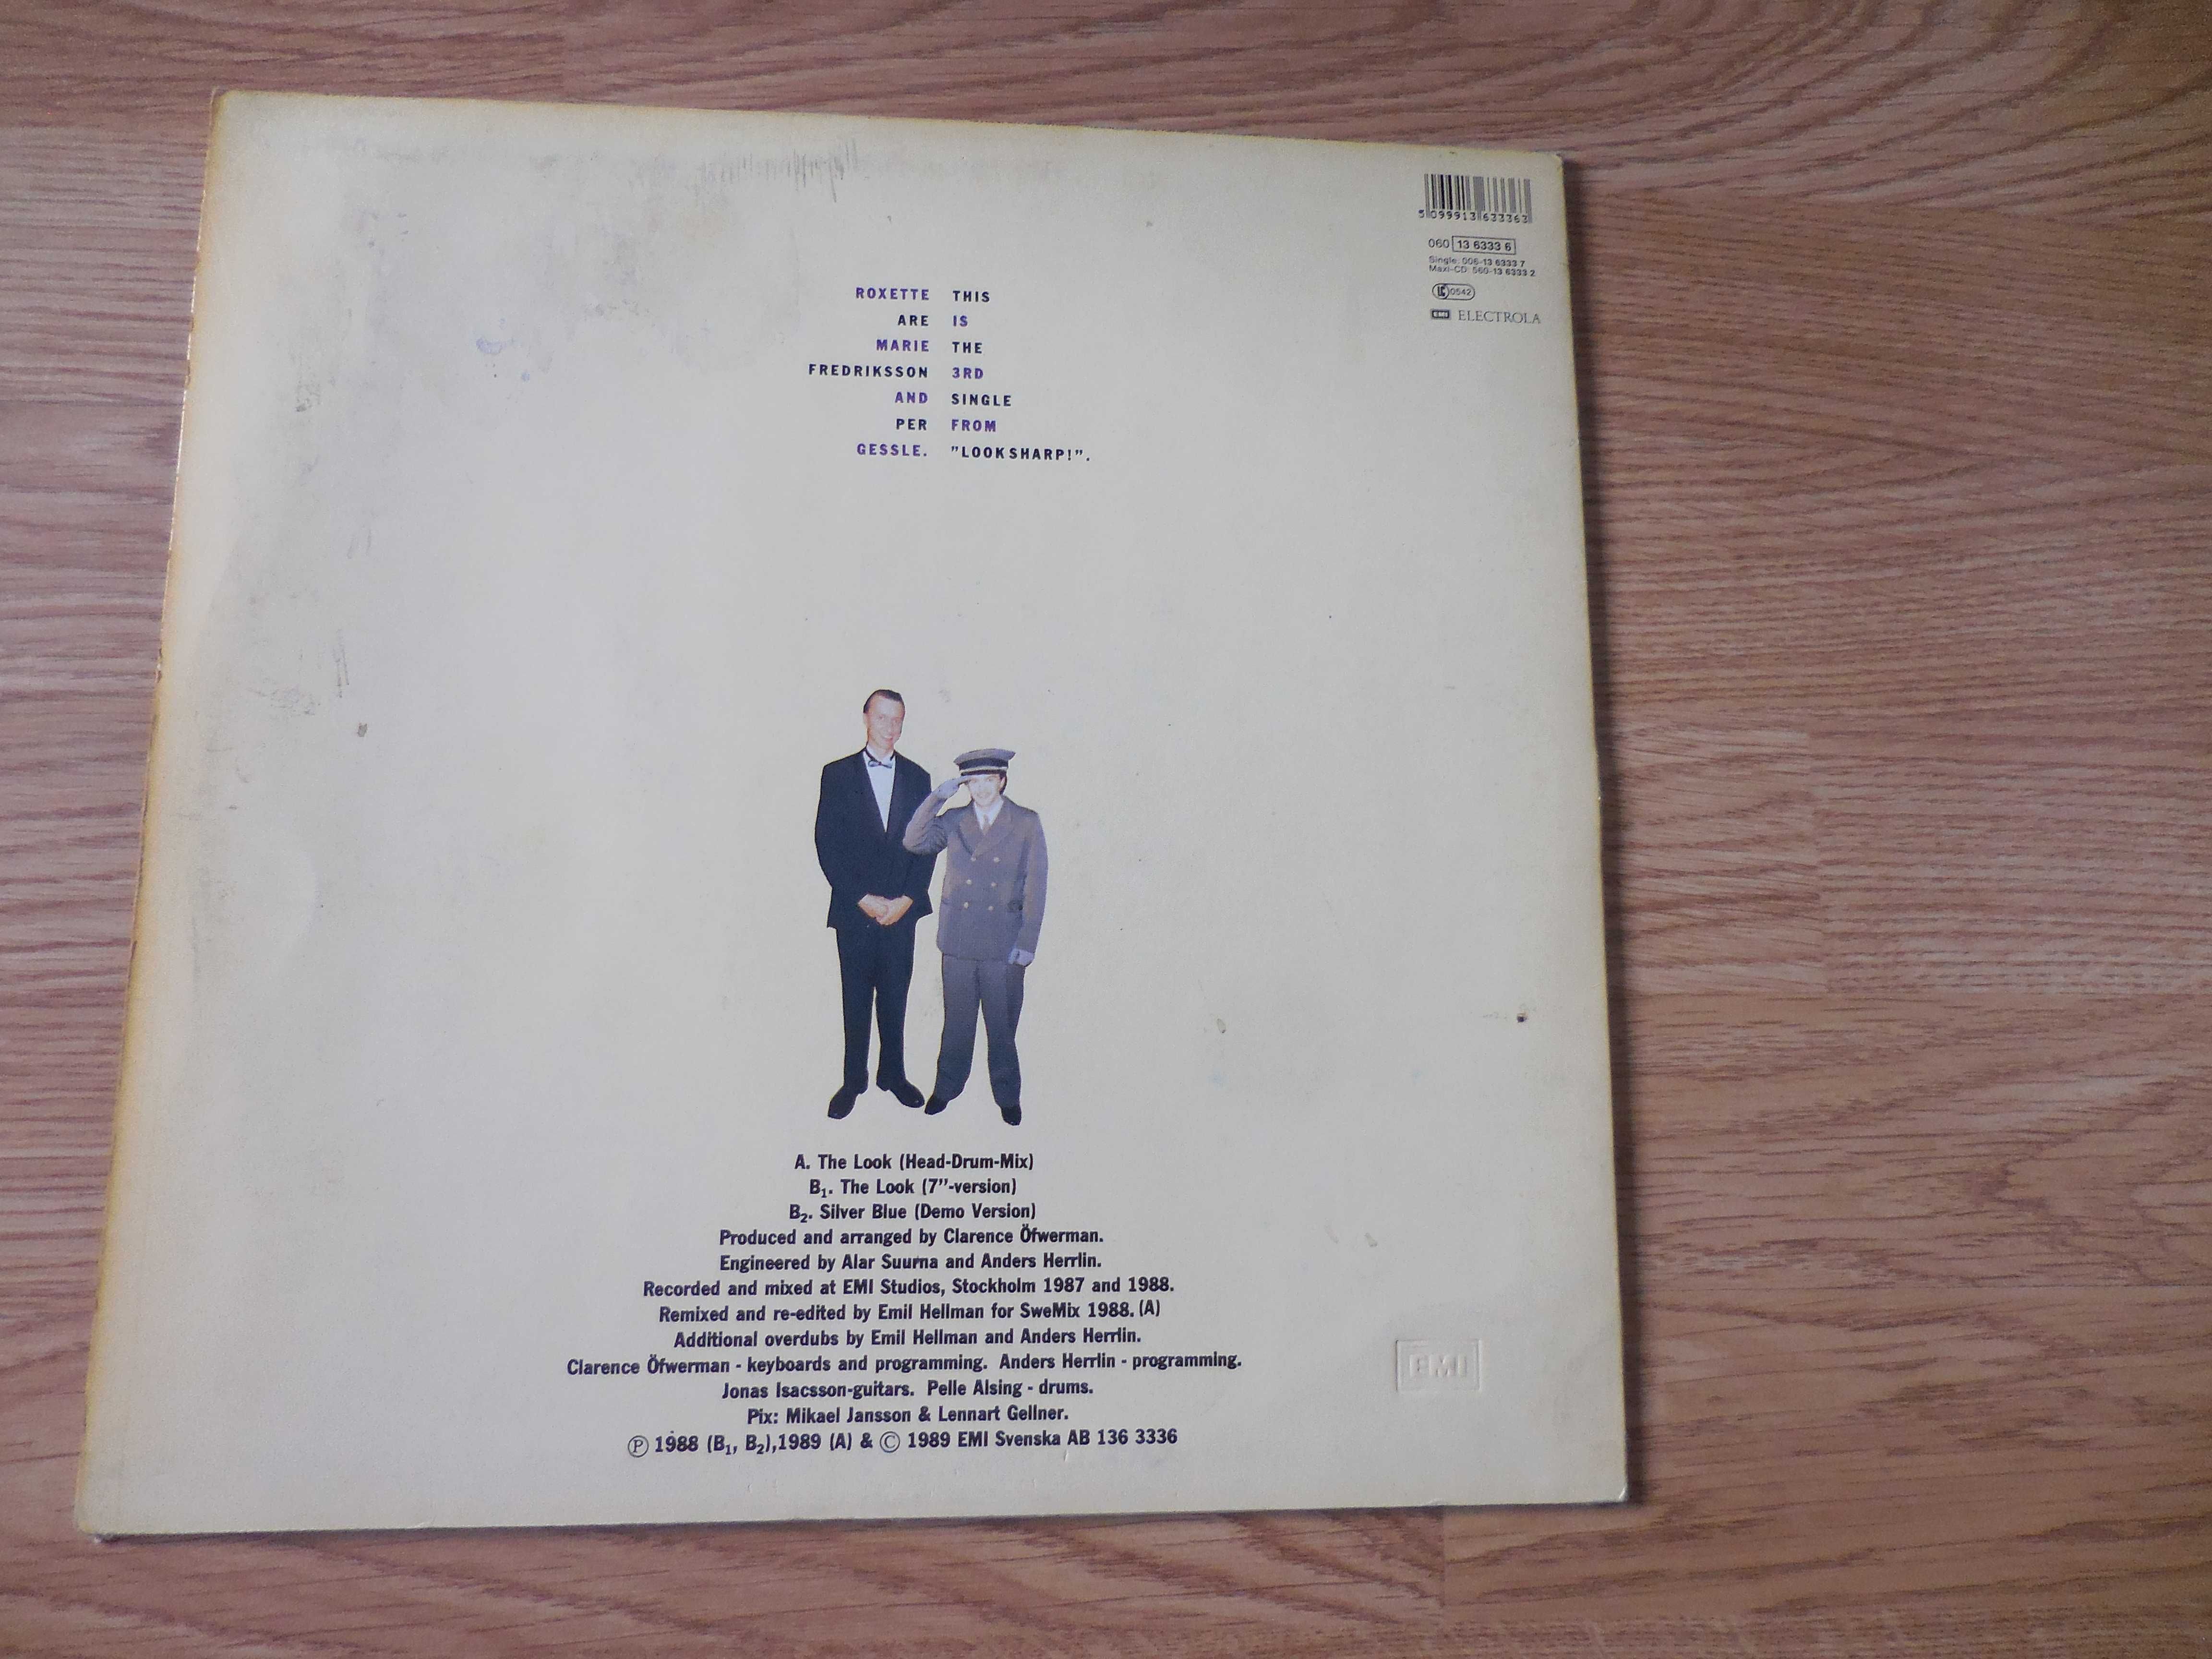 5 099913 633363
060 13 6333 6
Single: 006-13 6333 7
Maxi-CD: 560-13 6333 2
LC 0542
EMI ELECTROLA
ROXETTE THIS
ARE IS
MARIE THE
FREDRIKSSON 3RD
AND SINGLE
PER FROM
GESSLE. "LOOK SHARP!".
A. The Look (Head-Drum-Mix)
B1. The Look (7"-version)
B2. Silver Blue (Demo Version)
Produced and arranged by Clarence Öfwerman.
Engineered by Alar Suurna and Anders Herrlin.
Recorded and mixed at EMI Studios, Stockholm 1987 and 1988.
Remixed and re-edited by Emil Hellman for SweMix 1988. (A)
Additional overdubs by Emil Hellman and Anders Herrlin.
Clarence Öfwerman - keyboards and programming. Anders Herrlin - programming.
Jonas Isacsson-guitars. Pelle Alsing - drums.
Pix: Mikael Jansson & Lennart Gellner.
℗ 1988 (B1, B2),1989 (A) & © 1989 EMI Svenska AB 136 3336
EMI